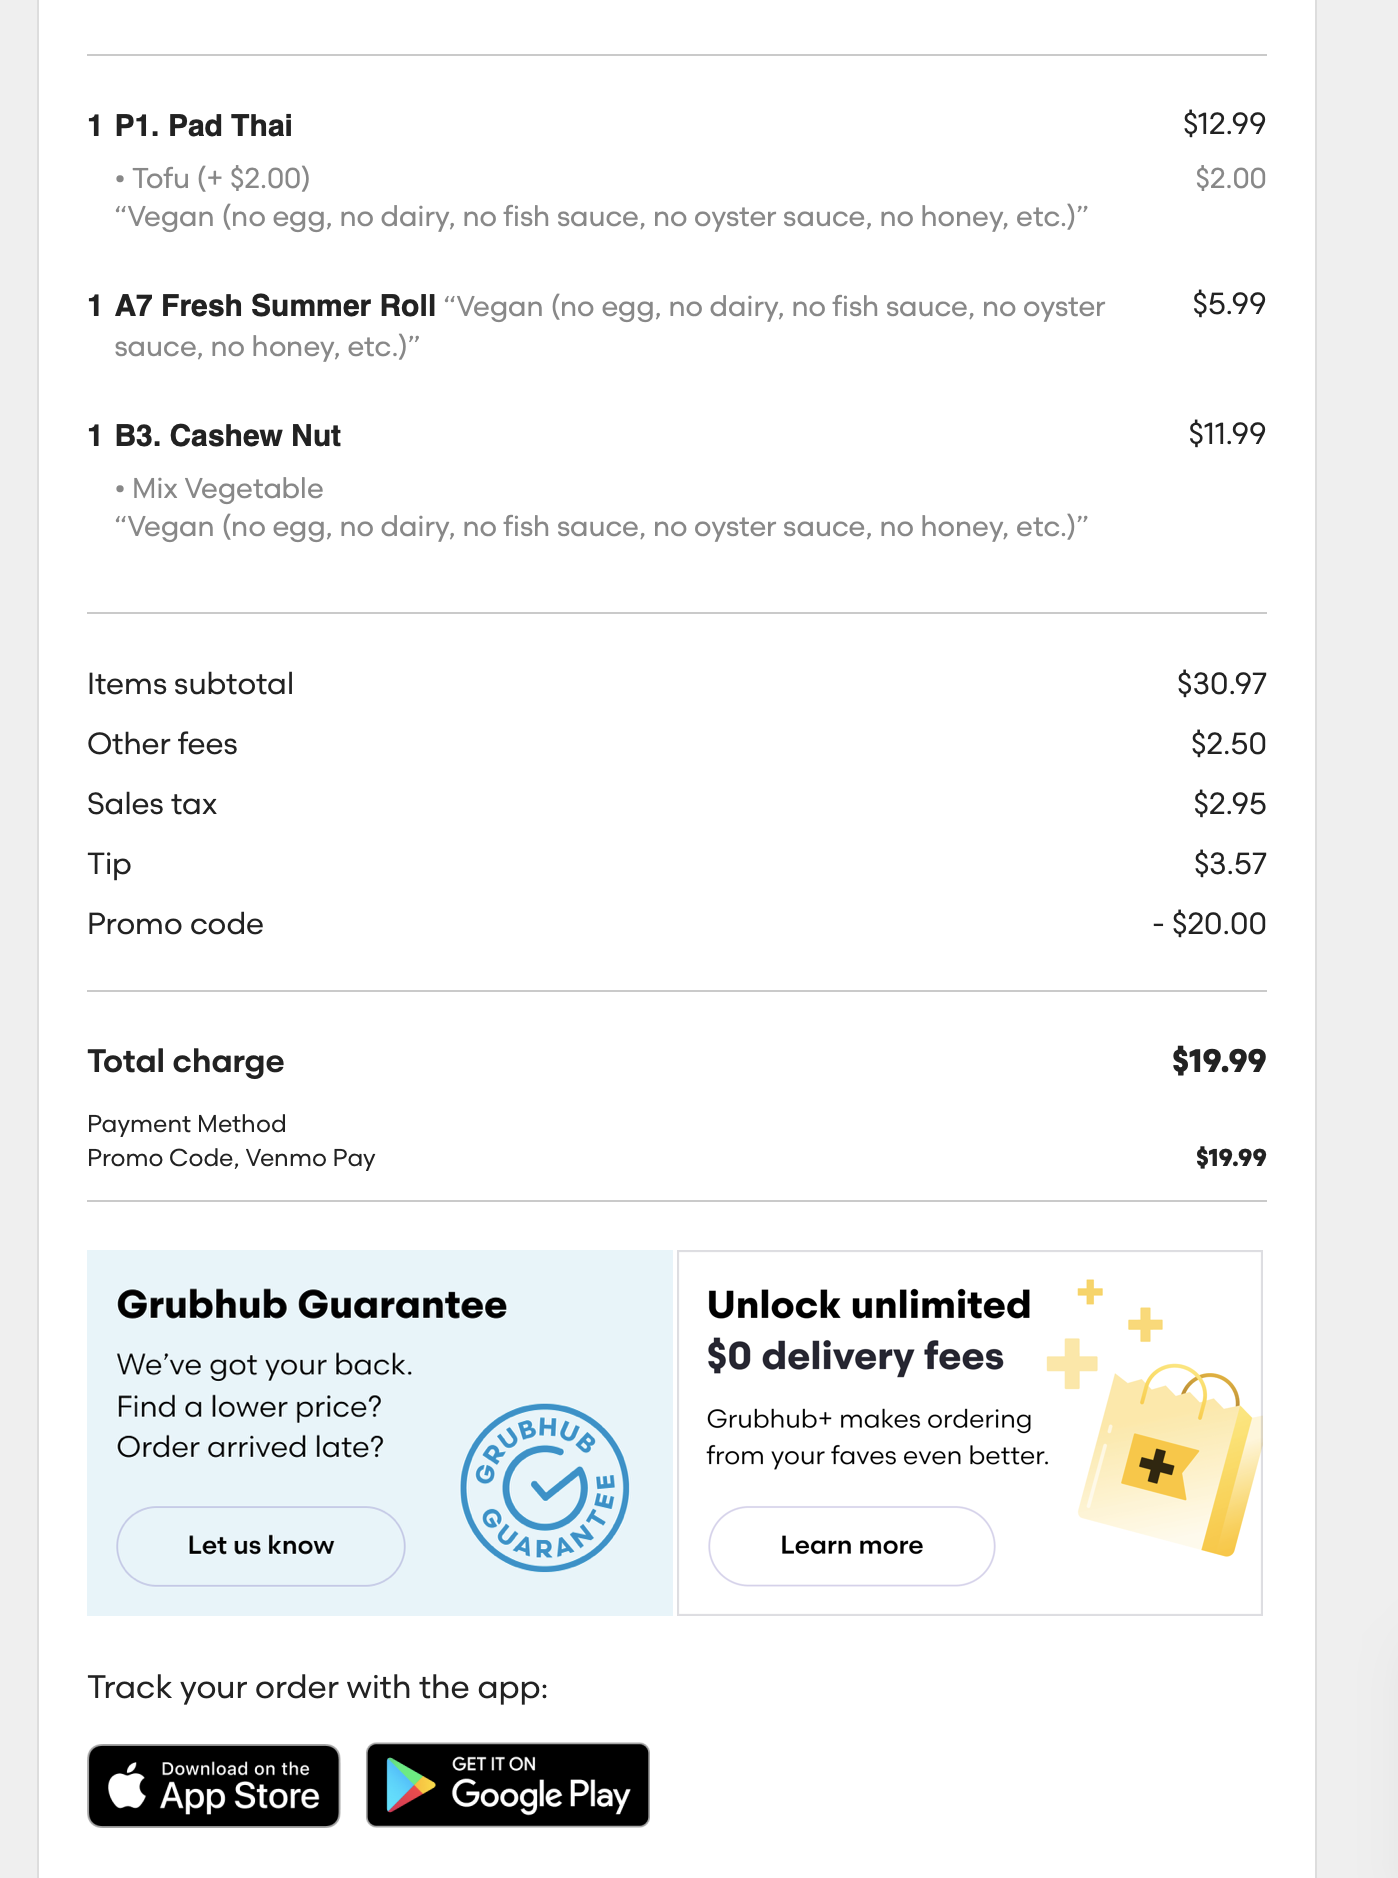 1 P1. Pad Thai $12.99
• Tofu (+ $2.00) $2.00
“Vegan (no egg, no dairy, no fish sauce, no oyster sauce, no honey, etc.)”
1 A7 Fresh Summer Roll “Vegan (no egg, no dairy, no fish sauce, no oyster $5.99
sauce, no honey, etc.)”
1 B3. Cashew Nut $11.99
• Mix Vegetable
“Vegan (no egg, no dairy, no fish sauce, no oyster sauce, no honey, etc.)”
Items subtotal $30.97
Other fees $2.50
Sales tax $2.95
Tip $3.57
Promo code - $20.00
Total charge $19.99
Payment Method
Promo Code, Venmo Pay $19.99
Grubhub Guarantee
We’ve got your back.
Find a lower price?
Order arrived late?
Let us know
GRUBHUB
GUARANTEE
Unlock unlimited
$0 delivery fees
Grubhub+ makes ordering
from your faves even better.
Learn more
Track your order with the app:
Download on the
App Store
GET IT ON
Google Play